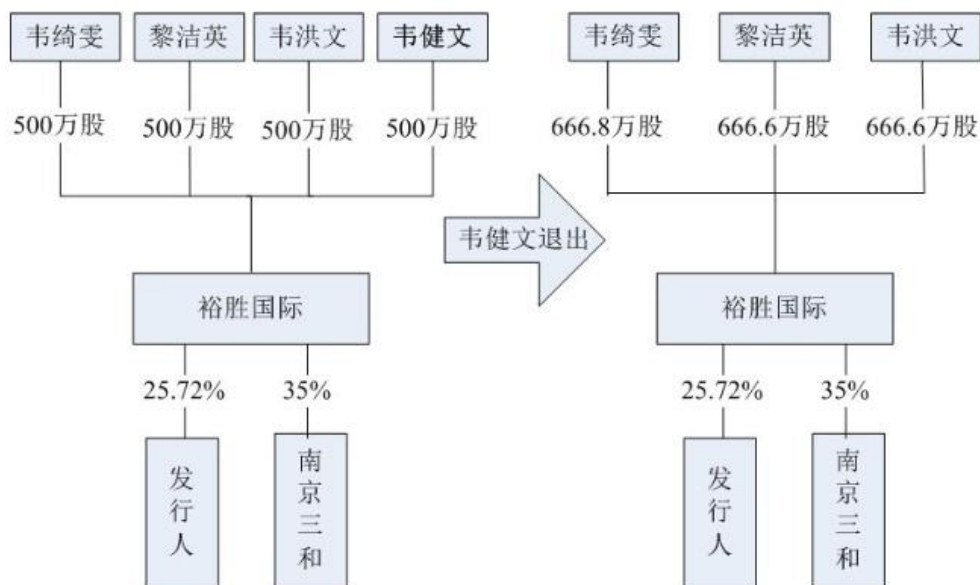 韦绮雯 黎洁英 韦洪文 韦健文
500万股 500万股 500万股 500万股
裕胜国际
25.72% 35%
发行人 南京三和
韦健文退出
韦绮雯 黎洁英 韦洪文
666.8万股 666.6万股 666.6万股
裕胜国际
25.72% 35%
发行人 南京三和